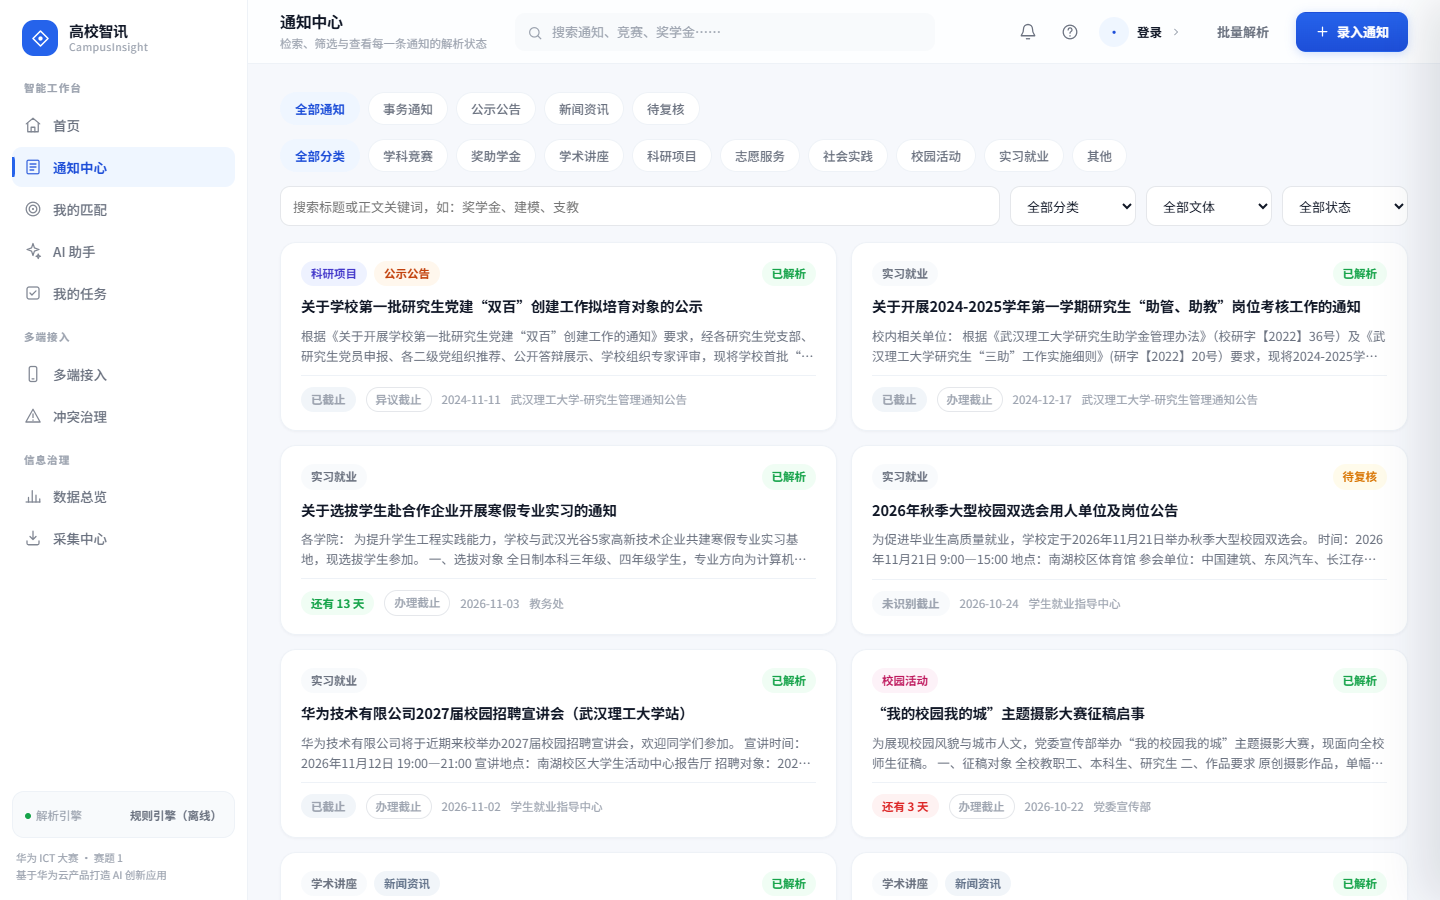 高校智讯
CampusInsight
智能工作台
首页
通知中心
我的匹配
AI 助手
我的任务
多端接入
多端接入
冲突治理
信息治理
数据总览
采集中心
解析引擎 规则引擎（离线）
华为 ICT 大赛 · 赛题 1
基于华为云产品打造 AI 创新应用
通知中心
检索、筛选与查看每一条通知的解析状态
搜索通知、竞赛、奖学金……
登录
批量解析
录入通知
全部通知 事务通知 公示公告 新闻资讯 待复核
全部分类 学科竞赛 奖助学金 学术讲座 科研项目 志愿服务 社会实践 校园活动 实习就业 其他
搜索标题或正文关键词，如：奖学金、建模、支教
全部分类 全部文体 全部状态
科研项目 公示公告 已解析
关于学校第一批研究生党建“双百”创建工作拟培育对象的公示
根据《关于开展学校第一批研究生党建“双百”创建工作的通知》要求，经各研究生党支部、
研究生党员申报、各二级党组织推荐、公开答辩展示、学校组织专家评审，现将学校首批“…
已截止 异议截止 2024-11-11 武汉理工大学-研究生管理通知公告
实习就业 已解析
关于开展2024-2025学年第一学期研究生“助管、助教”岗位考核工作的通知
校内相关单位： 根据《武汉理工大学研究生助学金管理办法》（校研字【2022】36号）及《武
汉理工大学研究生“三助”工作实施细则》（研字【2022】20号）要求，现将2024-2025学…
已截止 办理截止 2024-12-17 武汉理工大学-研究生管理通知公告
实习就业 已解析
关于选拔学生赴合作企业开展寒假专业实习的通知
各学院： 为提升学生工程实践能力，学校与武汉光谷5家高新技术企业共建寒假专业实习基
地，现选拔学生参加。 一、选拔对象 全日制本科三年级、四年级学生，专业方向为计算机…
还有 13 天 办理截止 2026-11-03 教务处
实习就业 待复核
2026年秋季大型校园双选会用人单位及岗位公告
为促进毕业生高质量就业，学校定于2026年11月21日举办秋季大型校园双选会。 时间：2026
年11月21日 9:00—15:00 地点：南湖校区体育馆 参会单位：中国建筑、东风汽车、长江存…
未识别截止 2026-10-24 学生就业指导中心
实习就业 已解析
华为技术有限公司2027届校园招聘宣讲会（武汉理工大学站）
华为技术有限公司将于近期来校举办2027届校园招聘宣讲会，欢迎同学们参加。 宣讲时间：
2026年11月12日 19:00—21:00 宣讲地点：南湖校区大学生活动中心报告厅 招聘对象：202…
已截止 办理截止 2026-11-02 学生就业指导中心
校园活动 已解析
“我的校园我的城”主题摄影大赛征稿启事
为展现校园风貌与城市人文，党委宣传部举办“我的校园我的城”主题摄影大赛，现面向全校
师生征稿。 一、征稿对象 全校教职工、本科生、研究生 二、作品要求 原创摄影作品，单幅…
还有 3 天 办理截止 2026-10-22 党委宣传部
学术讲座 新闻资讯 已解析
学术讲座 新闻资讯 已解析